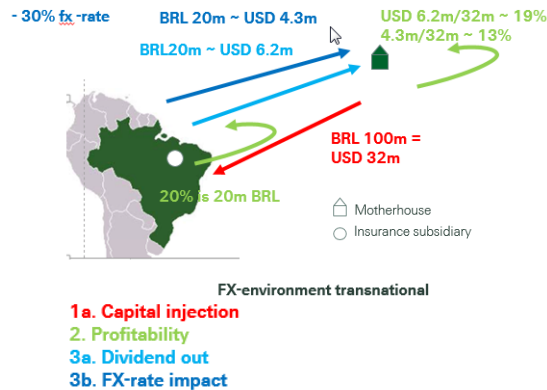 - 30% fx -rate
BRL 20m ~ USD 4.3m
USD 6.2m/32m ~ 19%
4.3m/32m ~ 13%
BRL20m ~ USD 6.2m
BRL 100m =
USD 32m
20% is 20m BRL
Motherhouse
Insurance subsidiary
FX-environment transnational
1a. Capital injection
2. Profitability
3a. Dividend out
3b. FX-rate impact